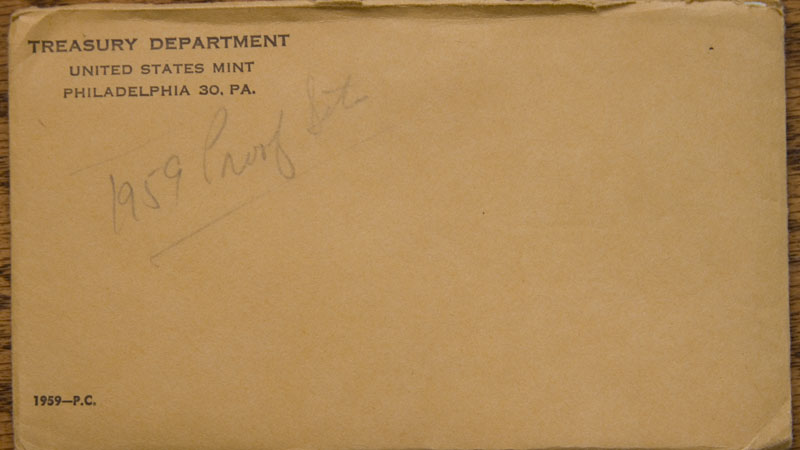 TREASURY DEPARTMENT
UNITED STATES MINT
PHILADELPHIA 30, PA.
1959 Proof Set
1959—P.C.